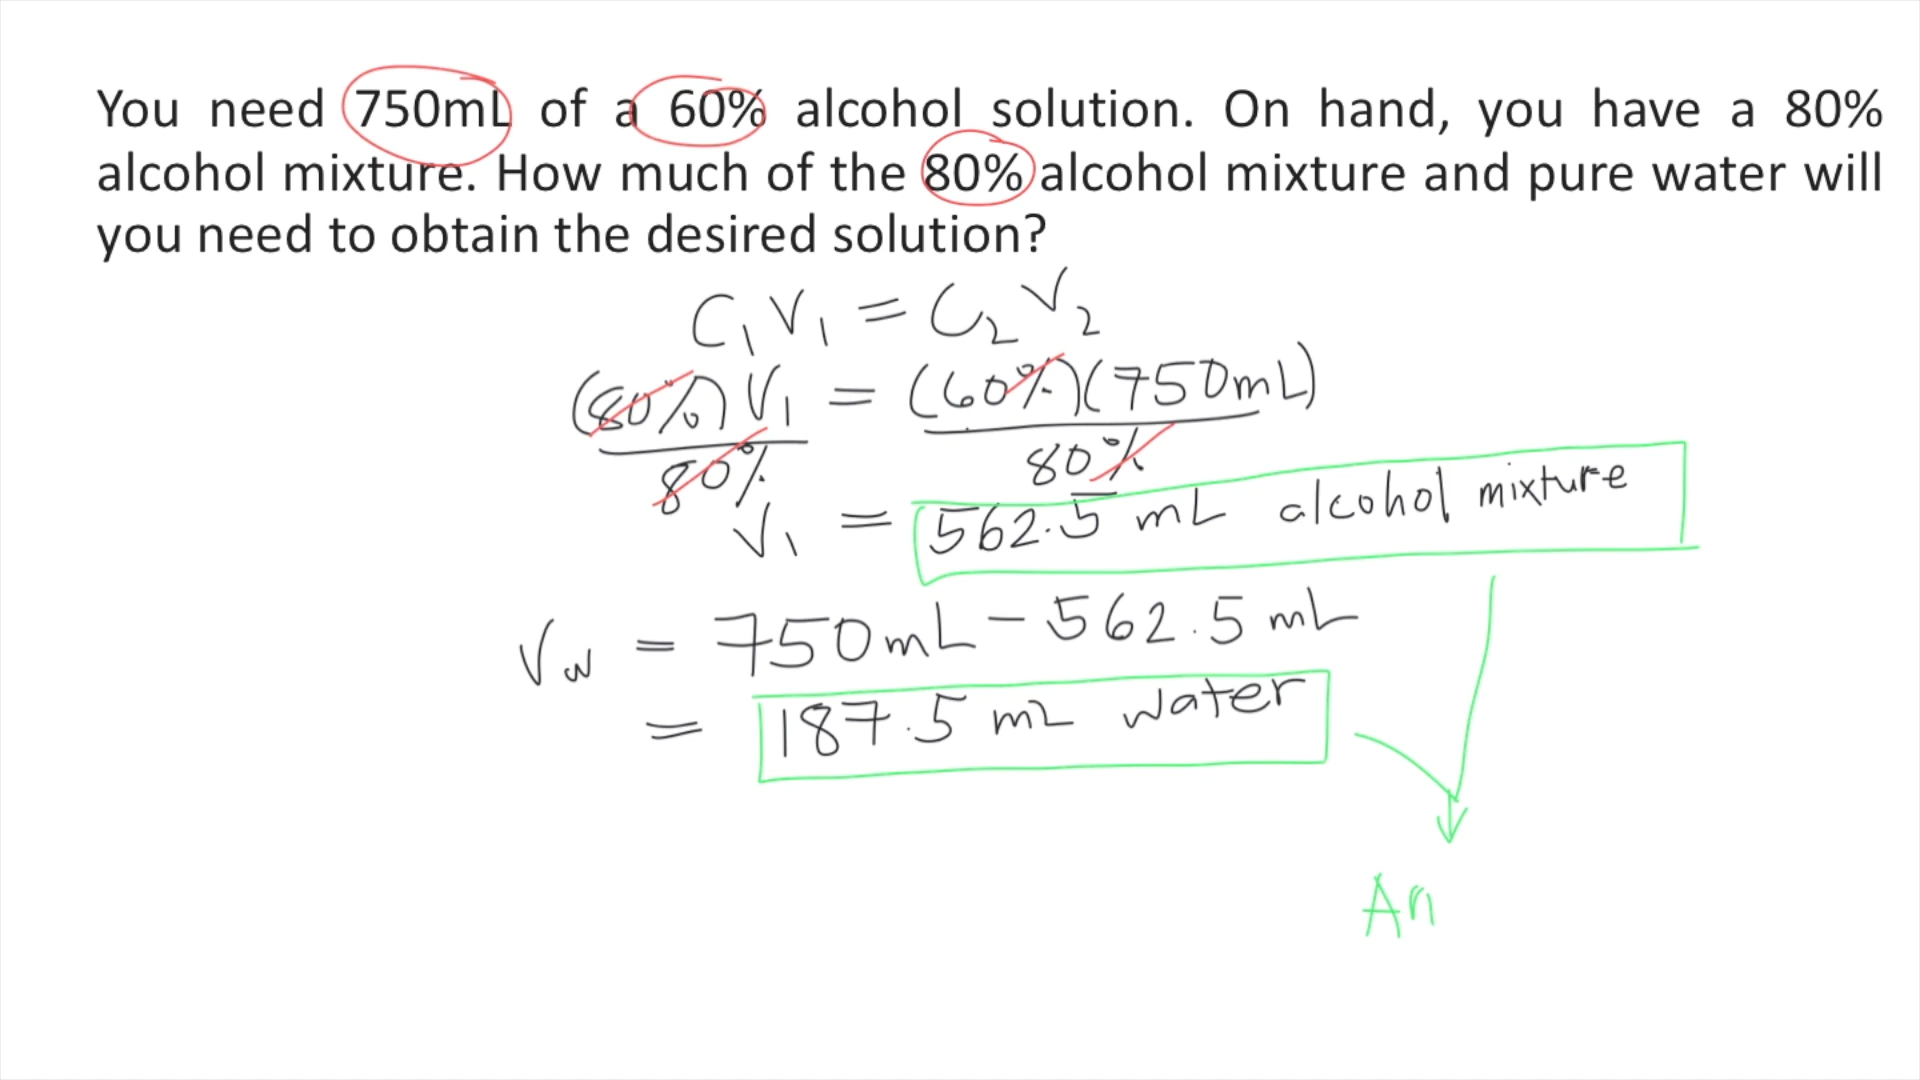 You need 750mL of a 60% alcohol solution. On hand, you have a 80%
alcohol mixture. How much of the 80% alcohol mixture and pure water will
you need to obtain the desired solution?
C₁V₁ = C₂V₂
(80%)V₁ = (60%)(750mL)
80% 80%
V₁ = 562.5 mL alcohol mixture
Vw = 750mL - 562.5 mL
= 187.5 mL water
An